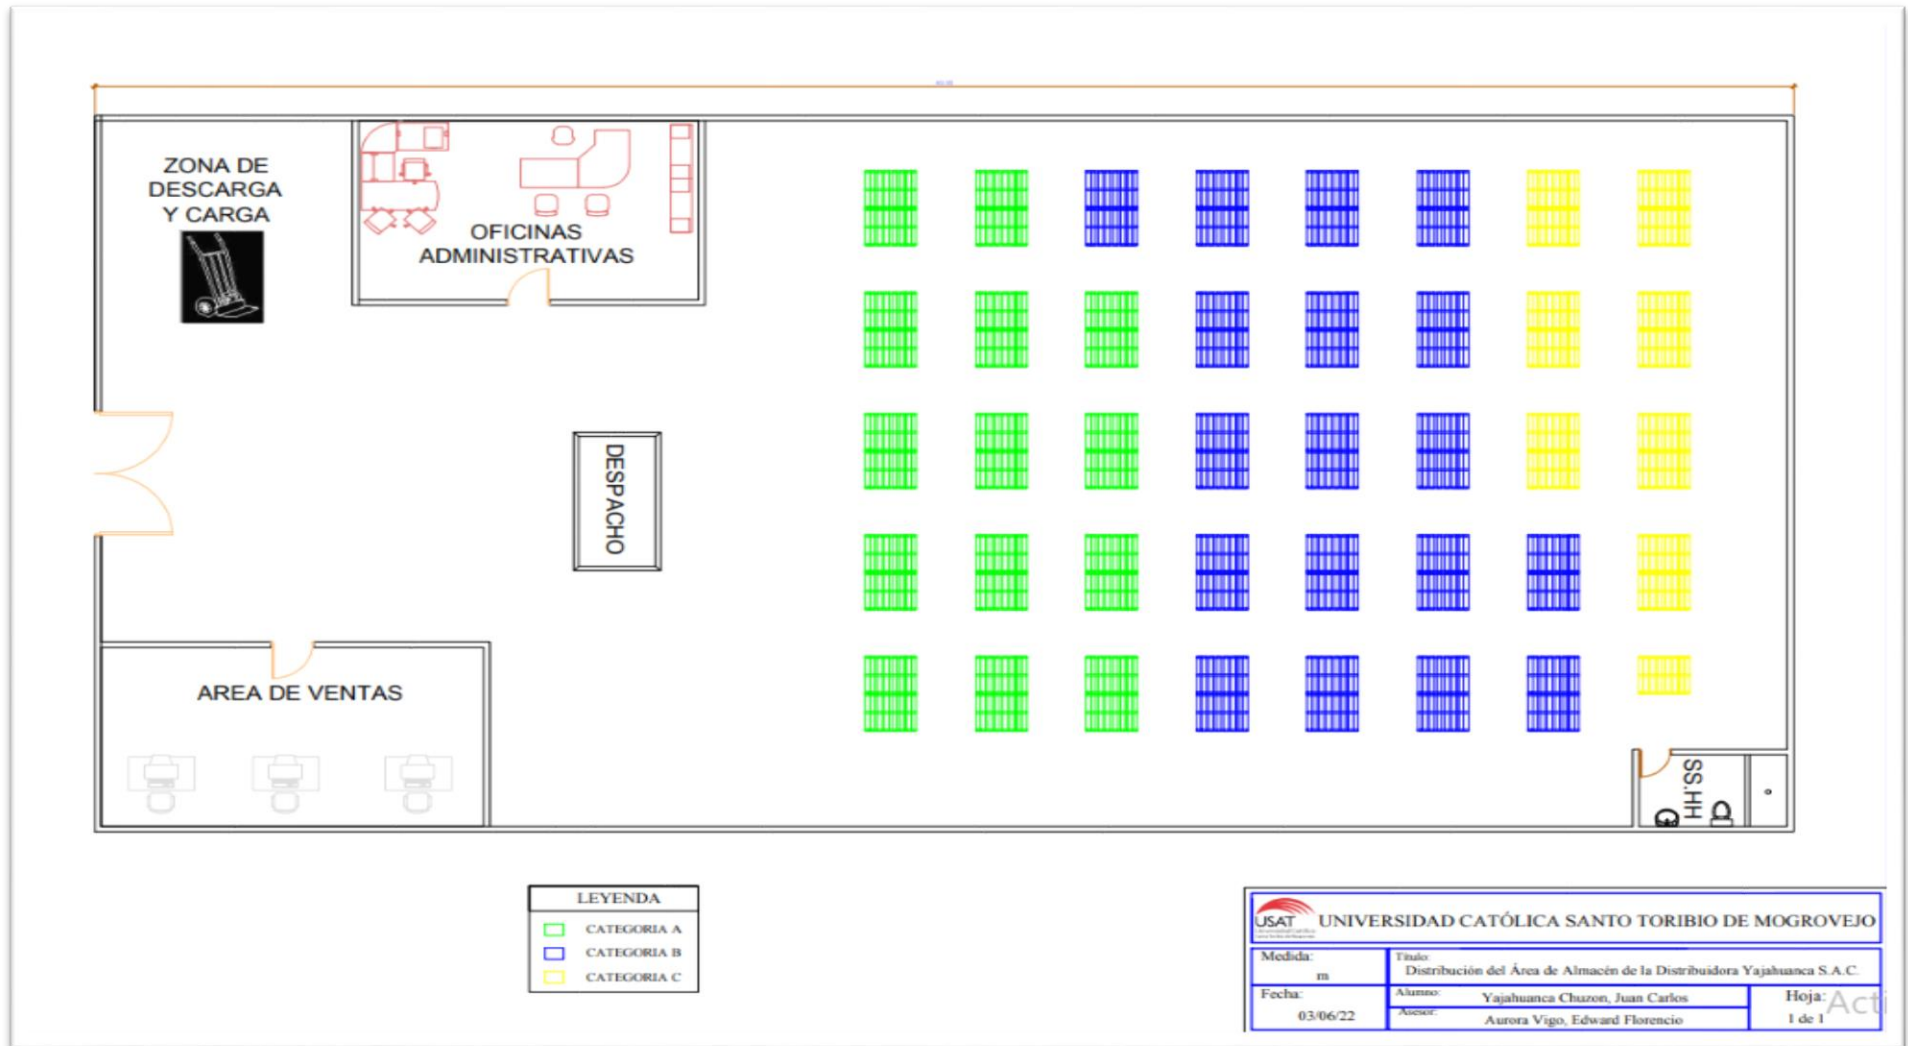 ZONA DE
DESCARGA
Y CARGA
OFICINAS
ADMINISTRATIVAS
DESPACHO
AREA DE VENTAS
SS.HH
LEYENDA
CATEGORIA A
CATEGORIA B
CATEGORIA C
USAT
UNIVERSIDAD CATÓLICA SANTO TORIBIO DE MOGROVEJO
Medida:
m
Título:
Distribución del Área de Almacén de la Distribuidora Yajahuanca S.A.C.
Fecha:
03/06/22
Alumno:
Yajahuanca Chuzon, Juan Carlos
Asesor:
Aurora Vigo, Edward Florencio
Hoja:
1 de 1
Acti